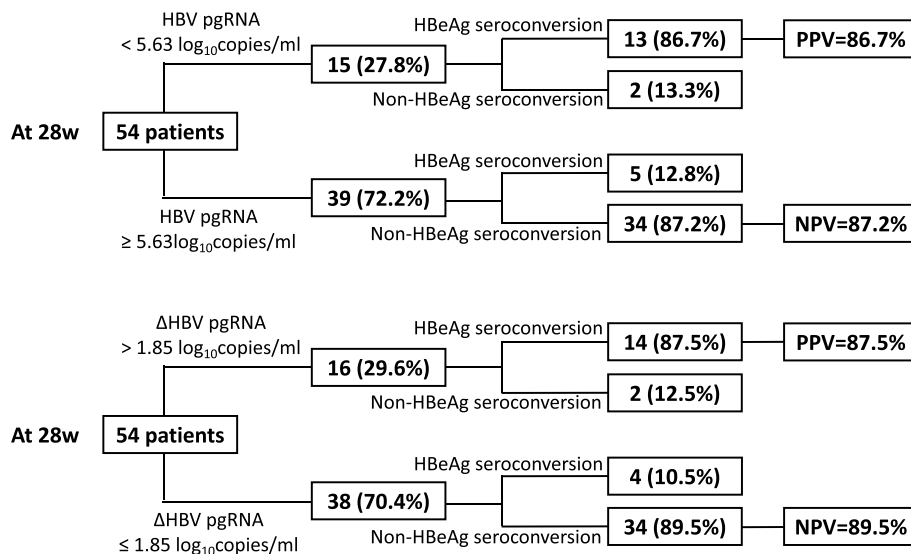 HBV pgRNA
< 5.63 log₁₀copies/ml
HBeAg seroconversion
13 (86.7%)
PPV=86.7%
15 (27.8%)
Non-HBeAg seroconversion
2 (13.3%)
At 28w
54 patients
HBeAg seroconversion
5 (12.8%)
39 (72.2%)
HBV pgRNA
≥ 5.63log₁₀copies/ml
Non-HBeAg seroconversion
34 (87.2%)
NPV=87.2%
ΔHBV pgRNA
> 1.85 log₁₀copies/ml
HBeAg seroconversion
14 (87.5%)
PPV=87.5%
16 (29.6%)
Non-HBeAg seroconversion
2 (12.5%)
At 28w
54 patients
HBeAg seroconversion
4 (10.5%)
38 (70.4%)
ΔHBV pgRNA
≤ 1.85 log₁₀copies/ml
Non-HBeAg seroconversion
34 (89.5%)
NPV=89.5%